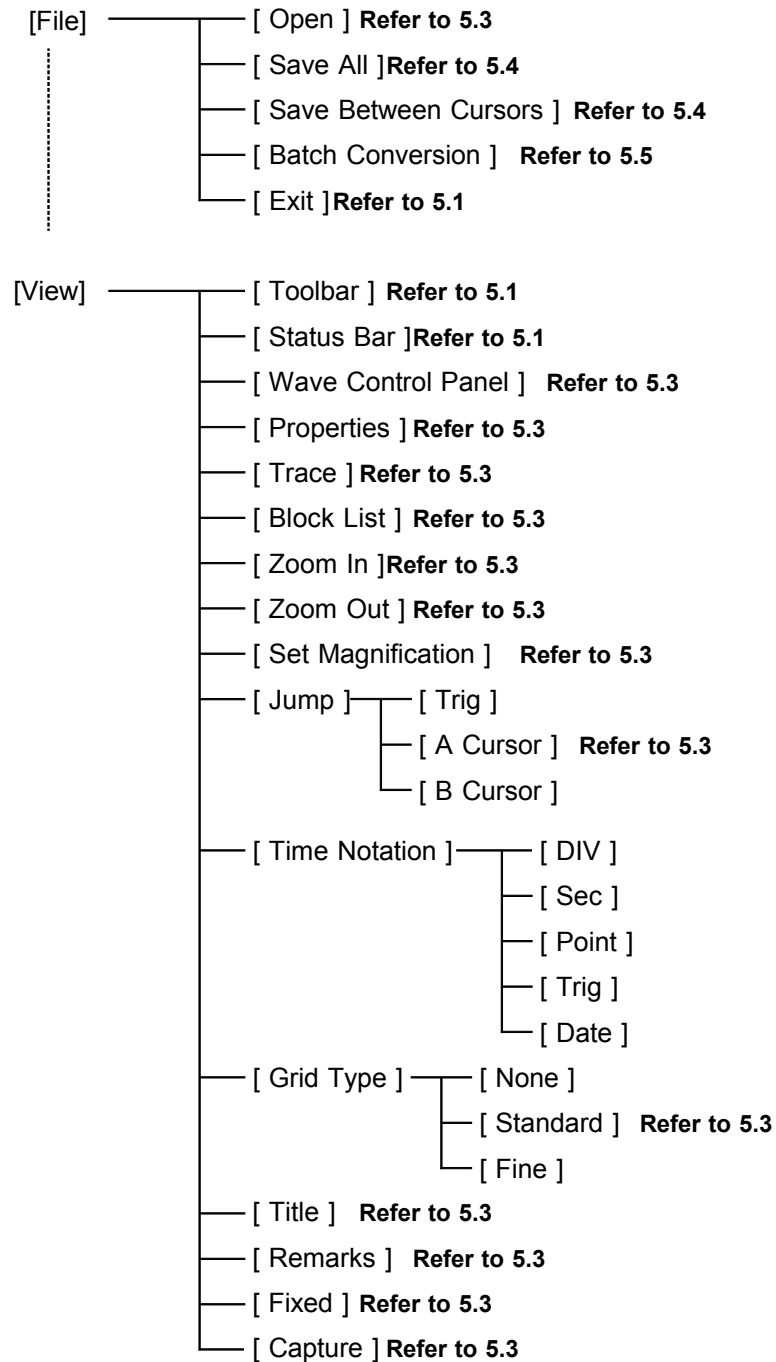 [File] [ Open ] Refer to 5.3
[ Save All ] Refer to 5.4
[ Save Between Cursors ] Refer to 5.4
[ Batch Conversion ] Refer to 5.5
[ Exit ] Refer to 5.1
[View] [ Toolbar ] Refer to 5.1
[ Status Bar ] Refer to 5.1
[ Wave Control Panel ] Refer to 5.3
[ Properties ] Refer to 5.3
[ Trace ] Refer to 5.3
[ Block List ] Refer to 5.3
[ Zoom In ] Refer to 5.3
[ Zoom Out ] Refer to 5.3
[ Set Magnification ] Refer to 5.3
[ Jump ] [ Trig ]
[ A Cursor ] Refer to 5.3
[ B Cursor ]
[ Time Notation ] [ DIV ]
[ Sec ]
[ Point ]
[ Trig ]
[ Date ]
[ Grid Type ] [ None ]
[ Standard ] Refer to 5.3
[ Fine ]
[ Title ] Refer to 5.3
[ Remarks ] Refer to 5.3
[ Fixed ] Refer to 5.3
[ Capture ] Refer to 5.3